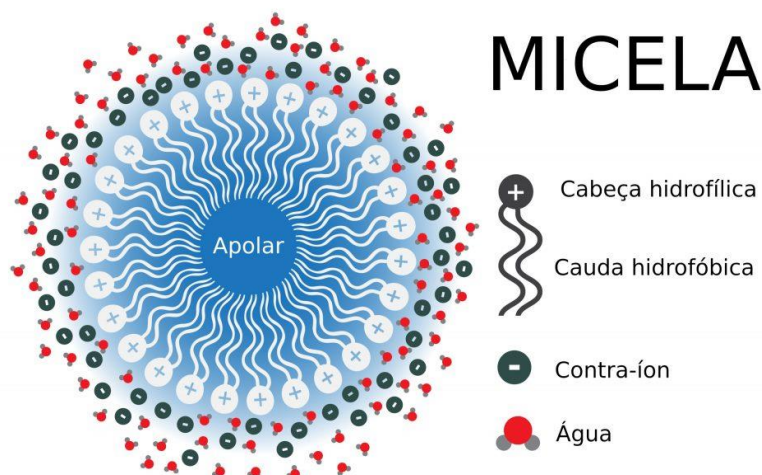 MICELA
Apolar
Cabeça hidrofílica
Cauda hidrofóbica
Contra-íon
Água